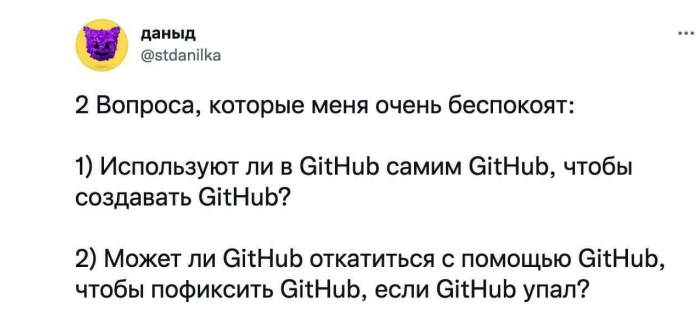 даныд
@stdanilka
2 Вопроса, которые меня очень беспокоят:
1) Используют ли в GitHub самим GitHub, чтобы
создавать GitHub?
2) Может ли GitHub откатиться с помощью GitHub,
чтобы пофиксить GitHub, если GitHub упал?